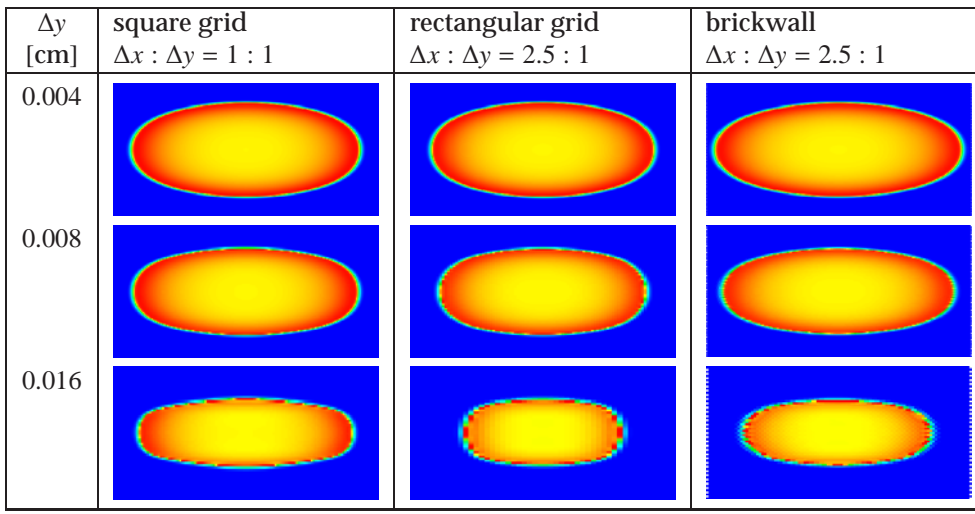 Δy square grid rectangular grid brickwall
[cm] Δx : Δy = 1 : 1 Δx : Δy = 2.5 : 1 Δx : Δy = 2.5 : 1
0.004
0.008
0.016